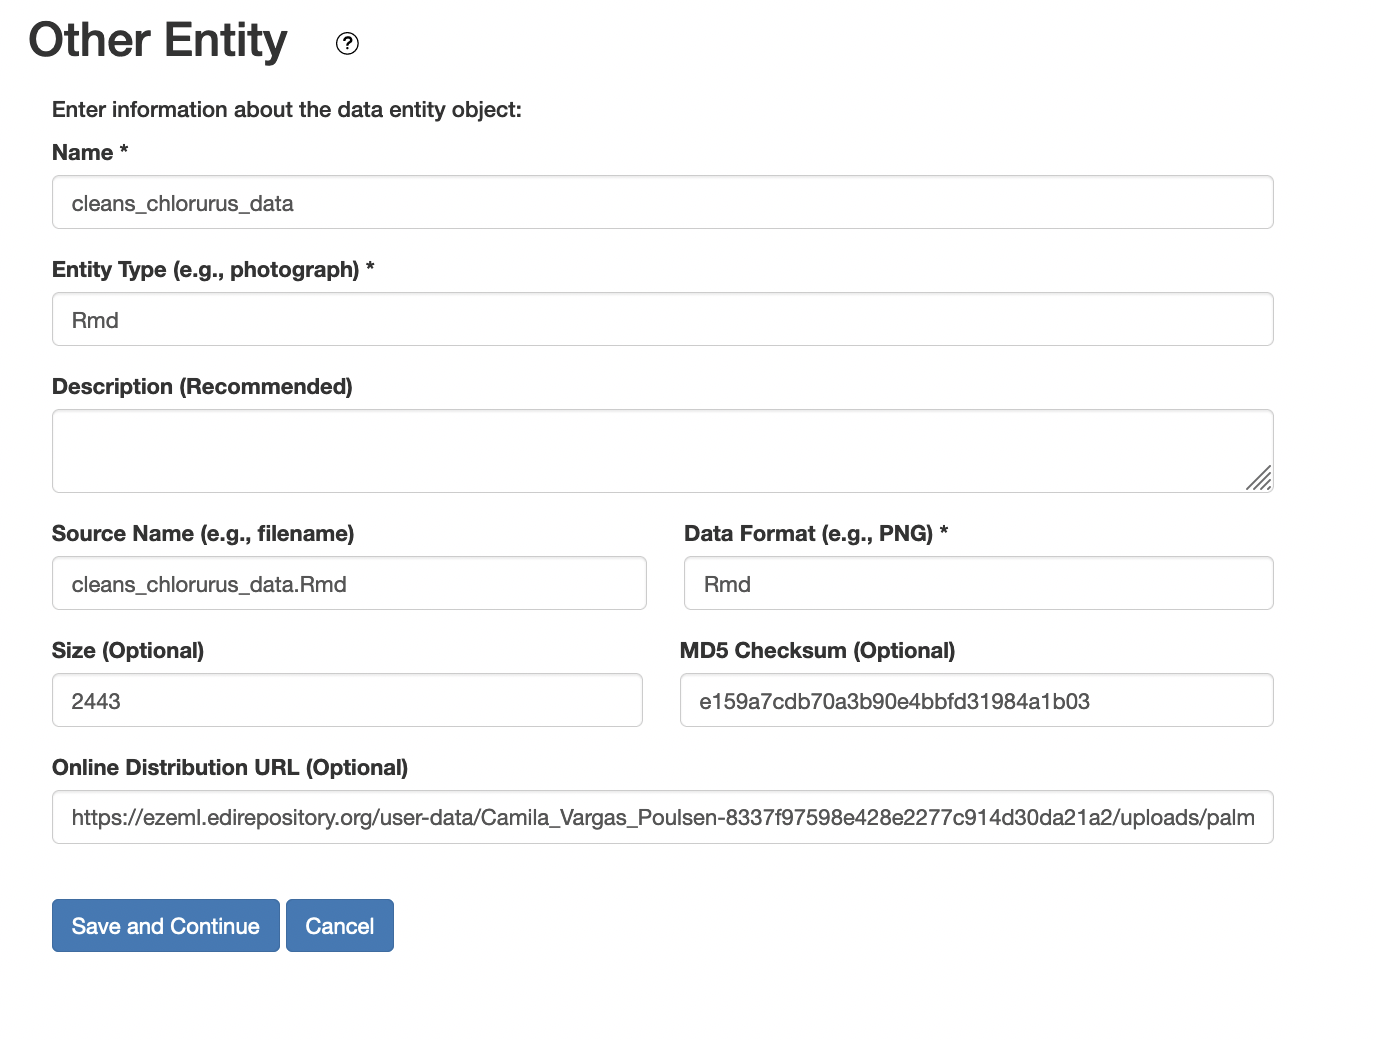 Other Entity ?
Enter information about the data entity object:
Name *
cleans_chlorurus_data
Entity Type (e.g., photograph) *
Rmd
Description (Recommended)
Source Name (e.g., filename) Data Format (e.g., PNG) *
cleans_chlorurus_data.Rmd Rmd
Size (Optional) MD5 Checksum (Optional)
2443 e159a7cdb70a3b90e4bbfd31984a1b03
Online Distribution URL (Optional)
https://ezeml.edirepository.org/user-data/Camila_Vargas_Poulsen-8337f97598e428e2277c914d30da21a2/uploads/palm
Save and Continue Cancel